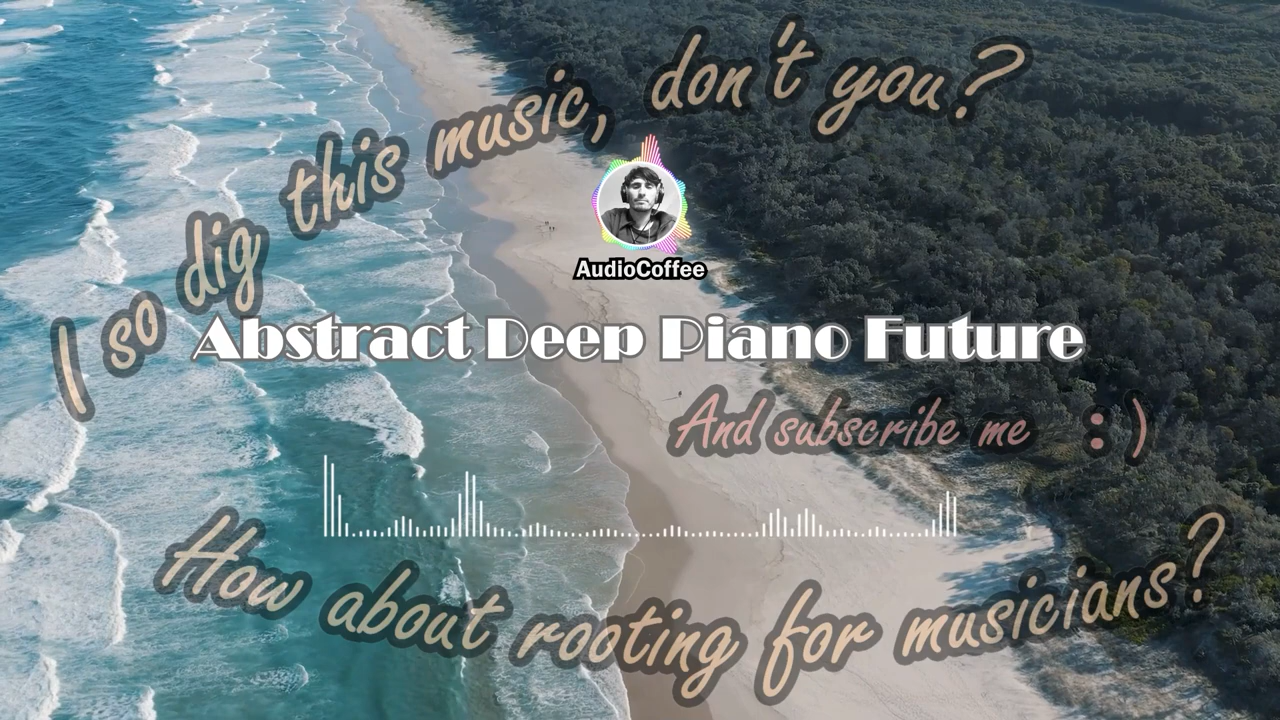 I so dig this music, don't you?
AudioCoffee
Abstract Deep Piano Future
And subscribe me :)
How about rooting for musicians?